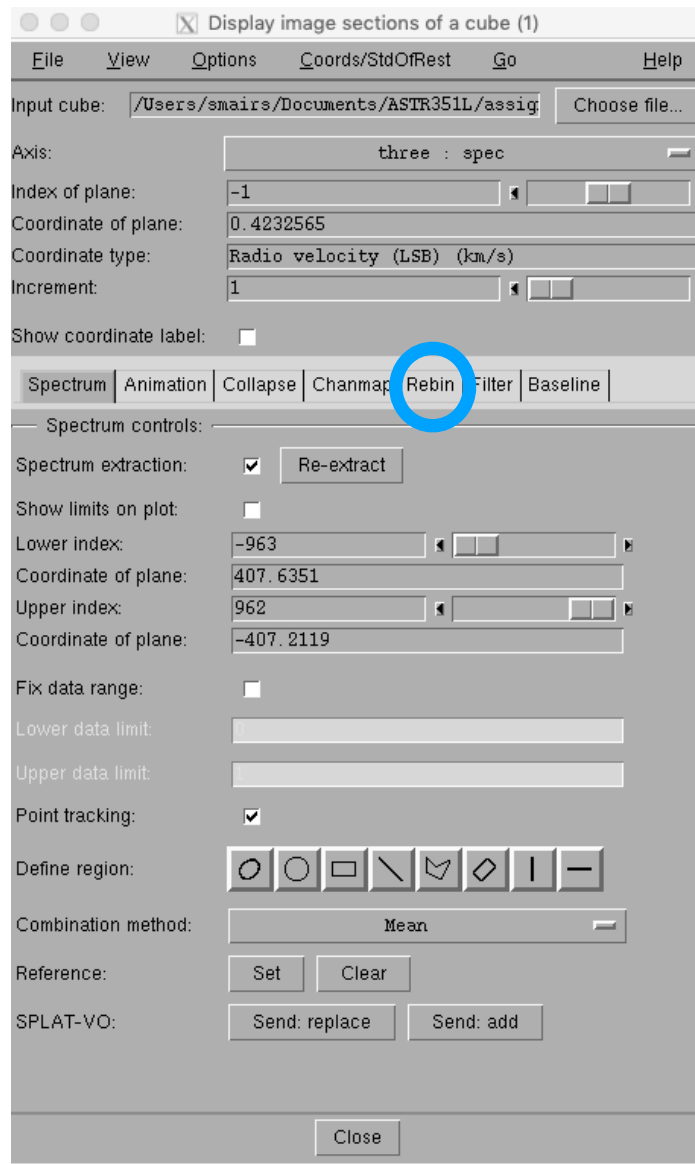 Display image sections of a cube (1)
File View Options Coords/StdOfRest Go Help
Input cube: /Users/smairs/Documents/ASTR351L/assig Choose file...
Axis: three : spec
Index of plane: -1
Coordinate of plane: 0.4232565
Coordinate type: Radio velocity (LSB) (km/s)
Increment: 1
Show coordinate label:
Spectrum Animation Collapse Chanmap Rebin Filter Baseline
Spectrum controls:
Spectrum extraction: Re-extract
Show limits on plot:
Lower index: -963
Coordinate of plane: 407.6351
Upper index: 962
Coordinate of plane: -407.2119
Fix data range:
Lower data limit: 0
Upper data limit: 1
Point tracking:
Define region:
Combination method: Mean
Reference: Set Clear
SPLAT-VO: Send: replace Send: add
Close